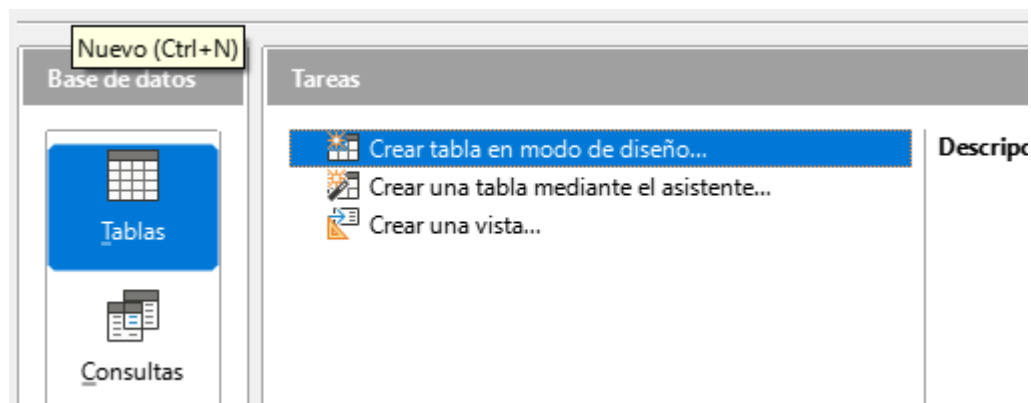 Nuevo (Ctrl+N)
Base de datos
Tareas
Crear tabla en modo de diseño...
Crear una tabla mediante el asistente...
Crear una vista...
Tablas
Consultas